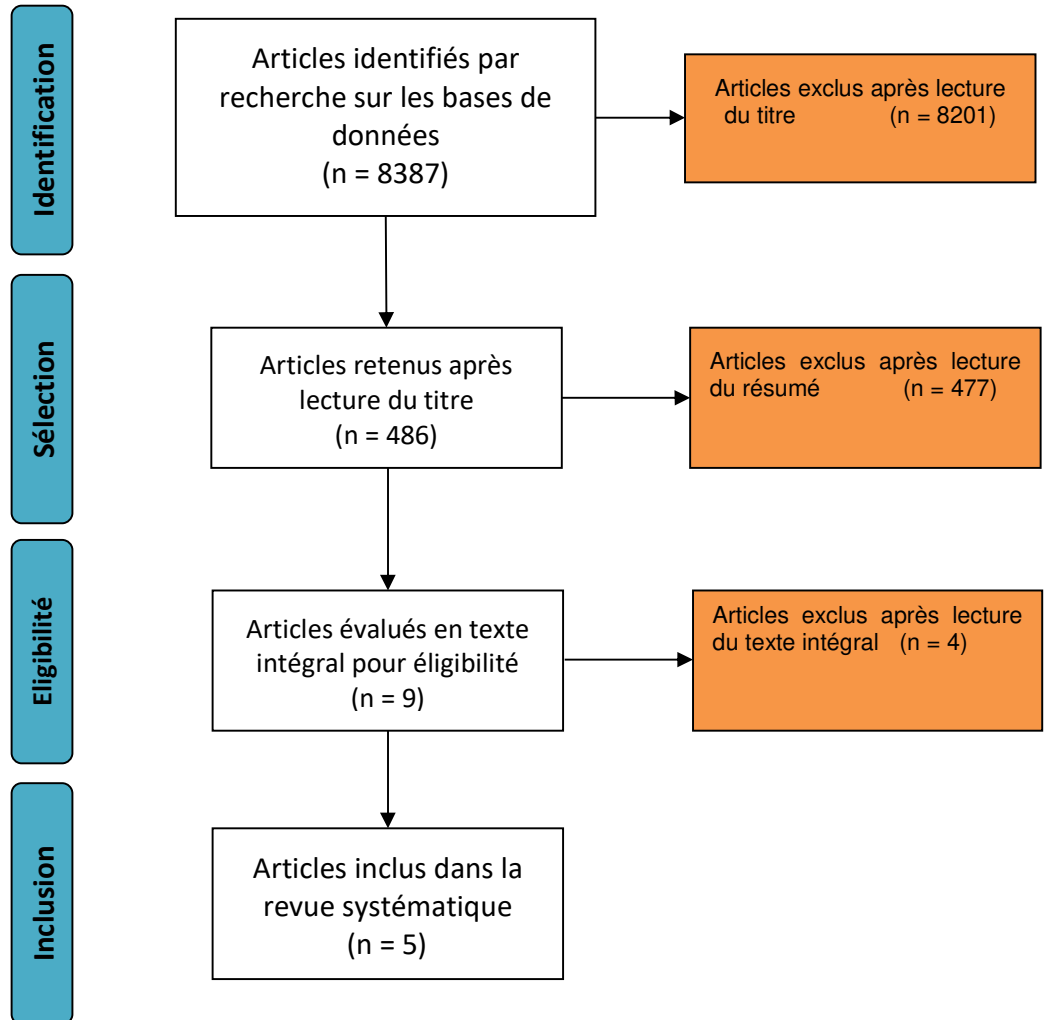 Identification
Articles identifiés par
recherche sur les bases de
données
(n = 8387)
Articles exclus après lecture
du titre (n = 8201)
Sélection
Articles retenus après
lecture du titre
(n = 486)
Articles exclus après lecture
du résumé (n = 477)
Eligibilité
Articles évalués en texte
intégral pour éligibilité
(n = 9)
Articles exclus après lecture
du texte intégral (n = 4)
Inclusion
Articles inclus dans la
revue systématique
(n = 5)